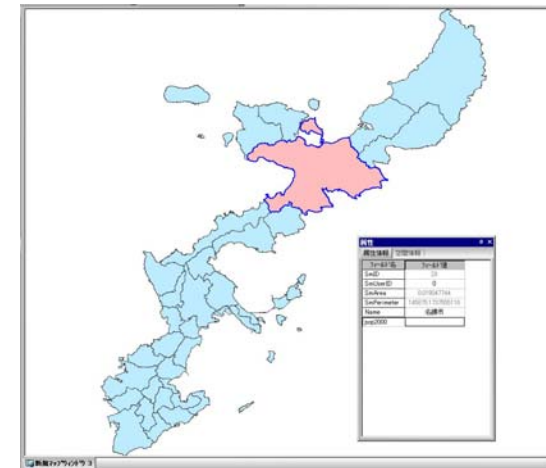 属性
属性情報 空間情報
フィールド名 フィールド値
SmID
SmUserID 0
SmArea
SmPerimeter
Name 名護市
pop2000
新規マップウィンドウ:3